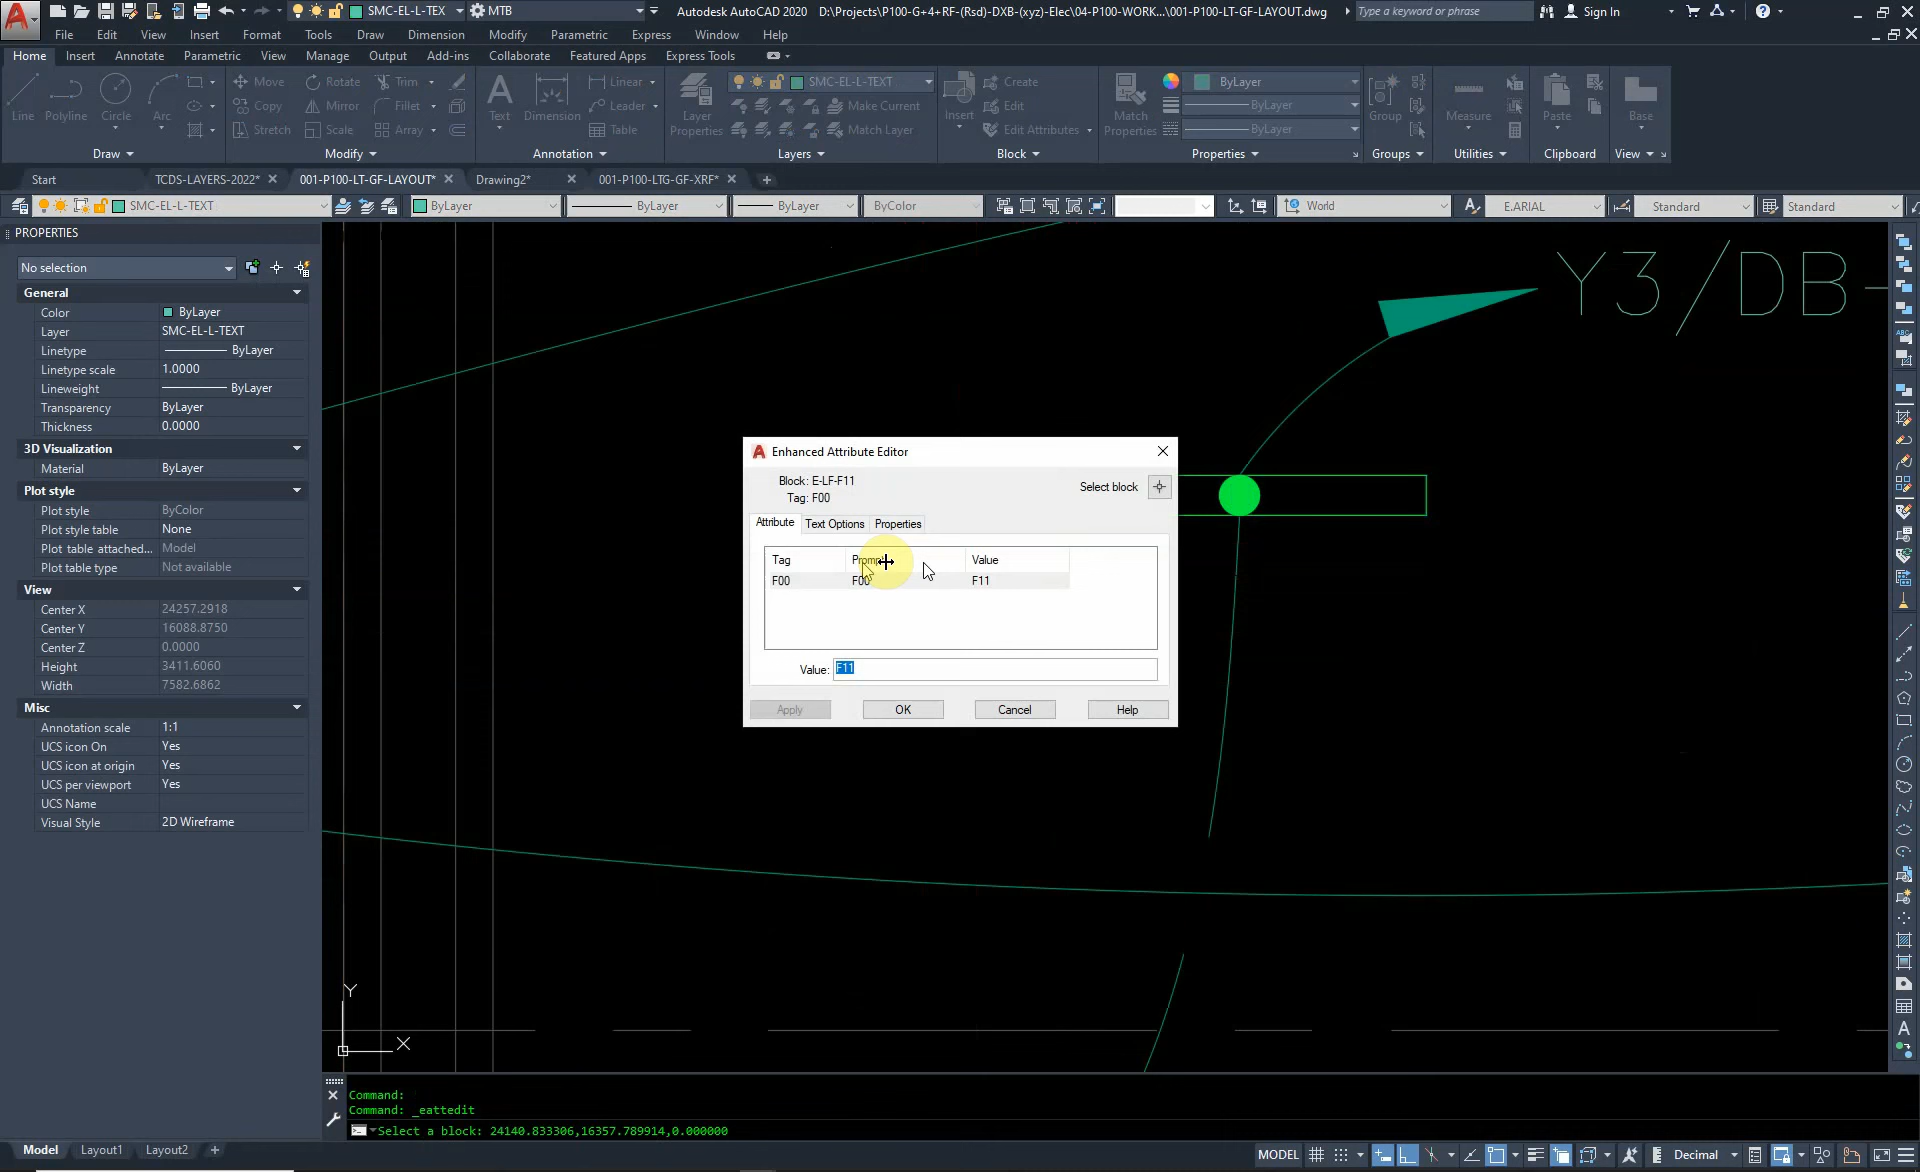 SMC-EL-L-TEX
MTB
Autodesk AutoCAD 2020 D:\Projects\P100-G+4+RF-(Rsd)-DXB-(xyz)-Elec\04-P100-WORK...\001-P100-LT-GF-LAYOUT.dwg
Type a keyword or phrase
Sign In
File Edit View Insert Format Tools Draw Dimension Modify Parametric Express Window Help
Home Insert Annotate Parametric View Manage Output Add-ins Collaborate Featured Apps Express Tools
Line Polyline Circle Arc
Move Rotate Trim
Copy Mirror Fillet
Stretch Scale Array
Text Dimension
Linear
Leader
Table
Layer Properties
SMC-EL-L-TEXT
Make Current
Match Layer
Insert
Create
Edit
Edit Attributes
Match Properties
ByLayer
ByLayer
ByLayer
Group
Measure
Paste
Base
Draw Modify Annotation Layers Block Properties Groups Utilities Clipboard View
Start TCDS-LAYERS-2022* 001-P100-LT-GF-LAYOUT* Drawing2* 001-P100-LTG-GF-XRF*
SMC-EL-L-TEXT ByLayer ByLayer ByLayer ByColor World E.ARIAL Standard Standard
PROPERTIES
No selection
General
Color ByLayer
Layer SMC-EL-L-TEXT
Linetype ByLayer
Linetype scale 1.0000
Lineweight ByLayer
Transparency ByLayer
Thickness 0.0000
3D Visualization
Material ByLayer
Plot style
Plot style ByColor
Plot style table None
Plot table attached... Model
Plot table type Not available
View
Center X 24257.2918
Center Y 16088.8750
Center Z 0.0000
Height 3411.6060
Width 7582.6862
Misc
Annotation scale 1:1
UCS icon On Yes
UCS icon at origin Yes
UCS per viewport Yes
UCS Name
Visual Style 2D Wireframe
Y3/DB-
Enhanced Attribute Editor
Block: E-LF-F11
Tag: F00
Select block
Attribute Text Options Properties
Tag Prompt Value
F00 F00 F11
Value: F11
Apply OK Cancel Help
Y
X
Command:
Command: _eattedit
Select a block: 24140.833306,16357.789914,0.000000
Model Layout1 Layout2 +
MODEL
Decimal